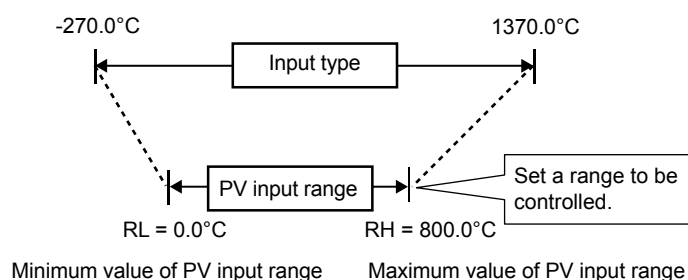 -270.0°C 1370.0°C
Input type
PV input range
Set a range to be
controlled.
RL = 0.0°C RH = 800.0°C
Minimum value of PV input range Maximum value of PV input range